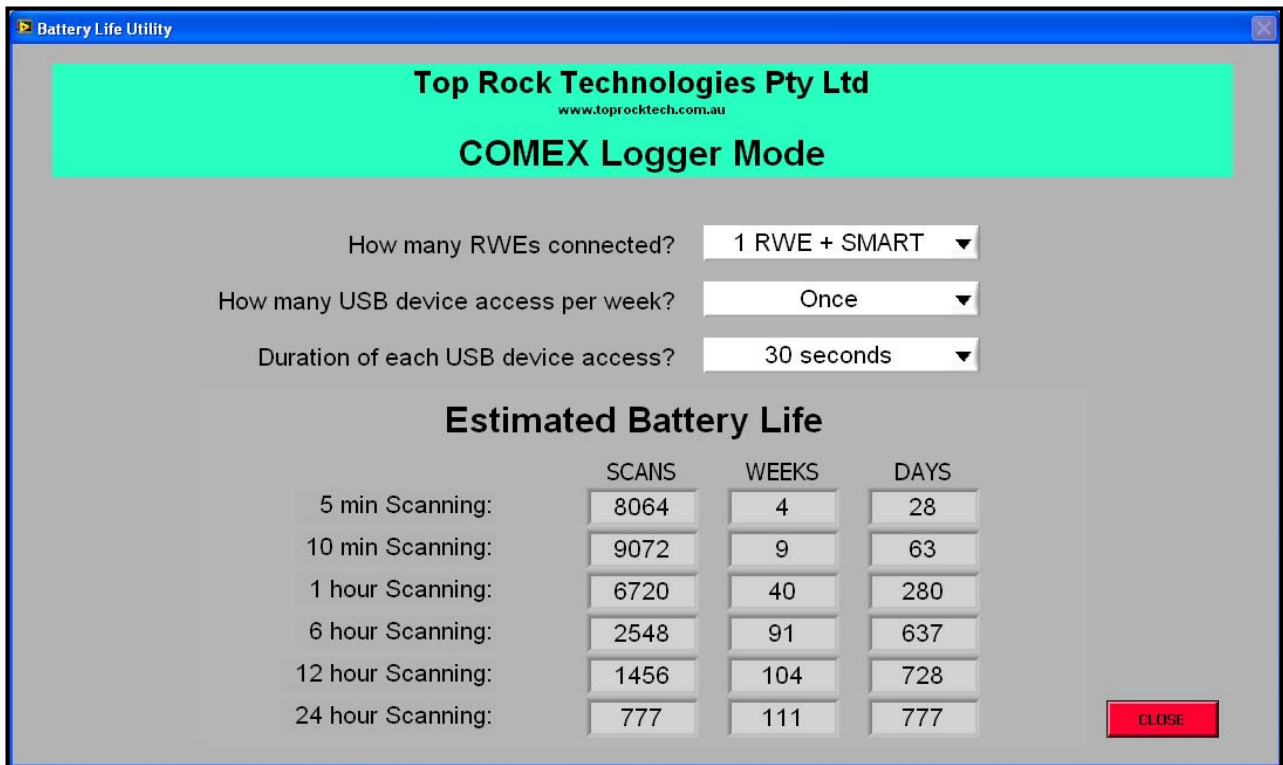 Battery Life Utility
Top Rock Technologies Pty Ltd
www.toprocktech.com.au
COMEX Logger Mode
How many RWEs connected? 1 RWE + SMART
How many USB device access per week? Once
Duration of each USB device access? 30 seconds
Estimated Battery Life
SCANS WEEKS DAYS
5 min Scanning: 8064 4 28
10 min Scanning: 9072 9 63
1 hour Scanning: 6720 40 280
6 hour Scanning: 2548 91 637
12 hour Scanning: 1456 104 728
24 hour Scanning: 777 111 777
CLOSE